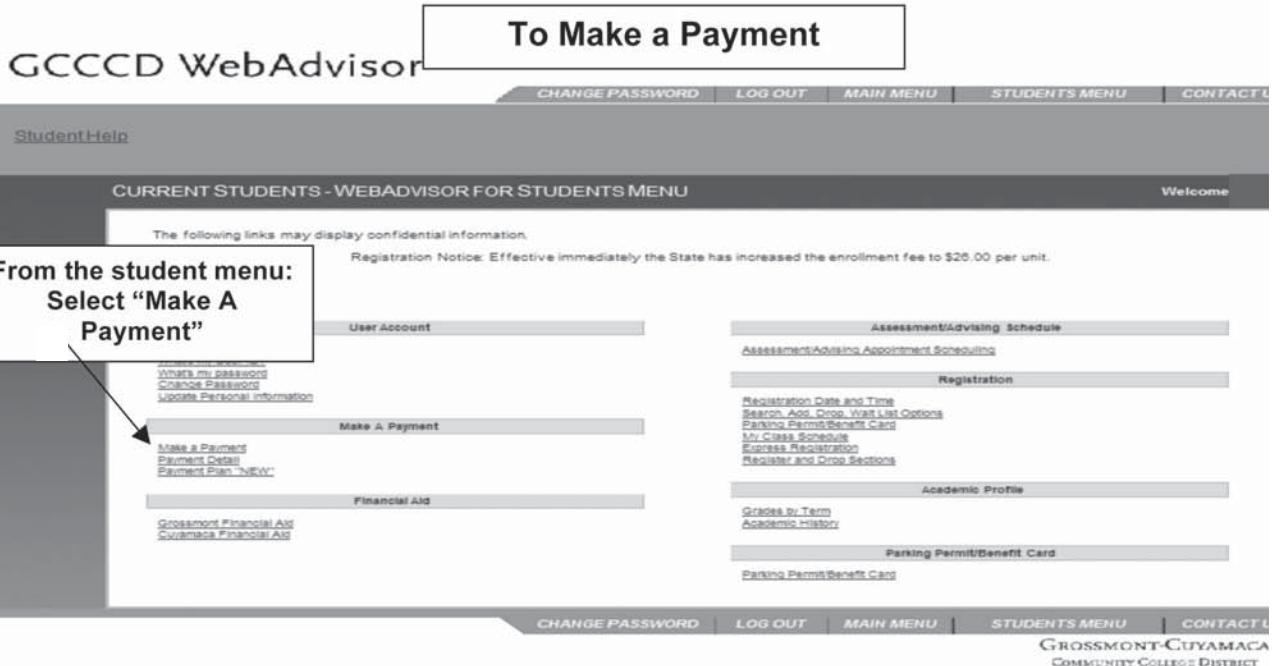 To Make a Payment
GCCCD WebAdvisor
CHANGE PASSWORD LOG OUT MAIN MENU STUDENTS MENU CONTACT U
Student Help
CURRENT STUDENTS - WEBADVISOR FOR STUDENTS MENU Welcome
The following links may display confidential information.
Registration Notice: Effective immediately the State has increased the enrollment fee to $26.00 per unit.
From the student menu:
Select “Make A
Payment”
User Account
What's my password
Change Password
Update Personal Information
Make A Payment
Make a Payment
Payment Detail
Payment Plan "NEW"
Financial Aid
Grossmont Financial Aid
Cuyamaca Financial Aid
Assessment/Advising Schedule
Assessment/Advising Appointment Scheduling
Registration
Registration Date and Time
Search, Add, Drop, Wait List Options
Parking Permit/Benefit Card
My Class Schedule
Express Registration
Register and Drop Sections
Academic Profile
Grades by Term
Academic History
Parking Permit/Benefit Card
Parking Permit/Benefit Card
CHANGE PASSWORD LOG OUT MAIN MENU STUDENTS MENU CONTACT U
GROSSMONT-CUYAMACA
COMMUNITY COLLEGE DISTRICT